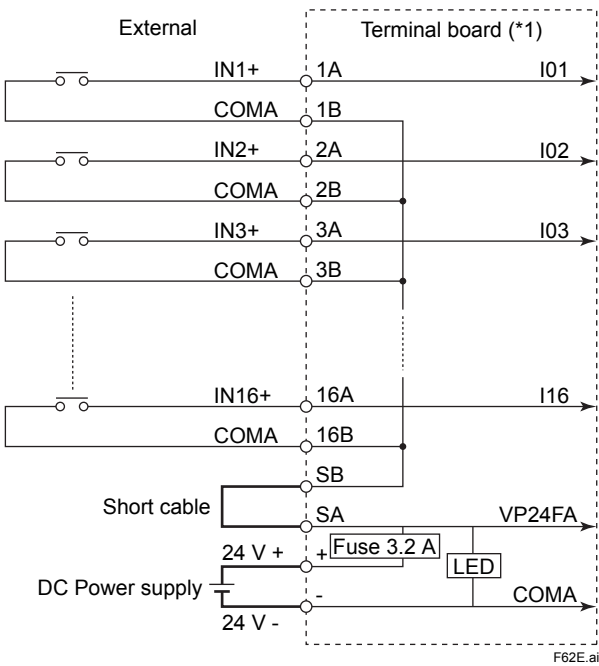 External Terminal board (*1)
IN1+ 1A I01
COMA 1B
IN2+ 2A I02
COMA 2B
IN3+ 3A I03
COMA 3B
IN16+ 16A I16
COMA 16B
SB
Short cable
SA VP24FA
24 V + + Fuse 3.2 A
LED
DC Power supply
- COMA
24 V -
F62E.ai